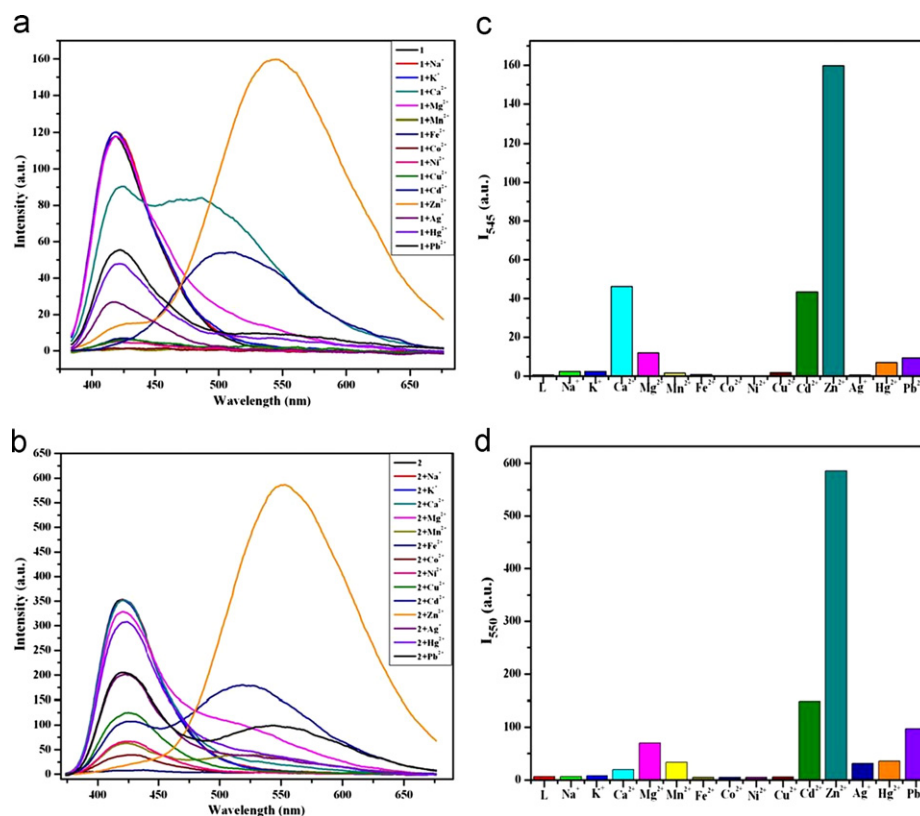 a
Intensity (a.u.)
160
140
120
100
80
60
40
20
0
400 450 500 550 600 650
Wavelength (nm)
1
1+Na⁺
1+K⁺
1+Ca²⁺
1+Mg²⁺
1+Mn²⁺
1+Fe²⁺
1+Co²⁺
1+Ni²⁺
1+Cu²⁺
1+Cd²⁺
1+Zn²⁺
1+Ag⁺
1+Hg²⁺
1+Pb²⁺
c
I₅₄₅ (a.u.)
160
120
80
40
20
0
L Na⁺ K⁺ Ca²⁺ Mg²⁺ Mn²⁺ Fe²⁺ Co²⁺ Ni²⁺ Cu²⁺ Cd²⁺ Zn²⁺ Ag Hg²⁺ Pb²
b
Intensity (a.u.)
650
600
550
500
450
400
350
300
250
200
150
100
50
0
400 450 500 550 600 650
Wavelength (nm)
2
2+Na⁺
2+K⁺
2+Ca²⁺
2+Mg²⁺
2+Mn²⁺
2+Fe²⁺
2+Co²⁺
2+Ni²⁺
2+Cu²⁺
2+Cd²⁺
2+Zn²⁺
2+Ag⁺
2+Hg²⁺
2+Pb²⁺
d
I₅₅₀ (a.u.)
600
500
400
300
200
100
0
L Na⁺ K⁺ Ca²⁺ Mg²⁺ Mn²⁺ Fe²⁺ Co²⁺ Ni²⁺ Cu²⁺ Cd²⁺ Zn²⁺ Ag Hg²⁺ Pb²